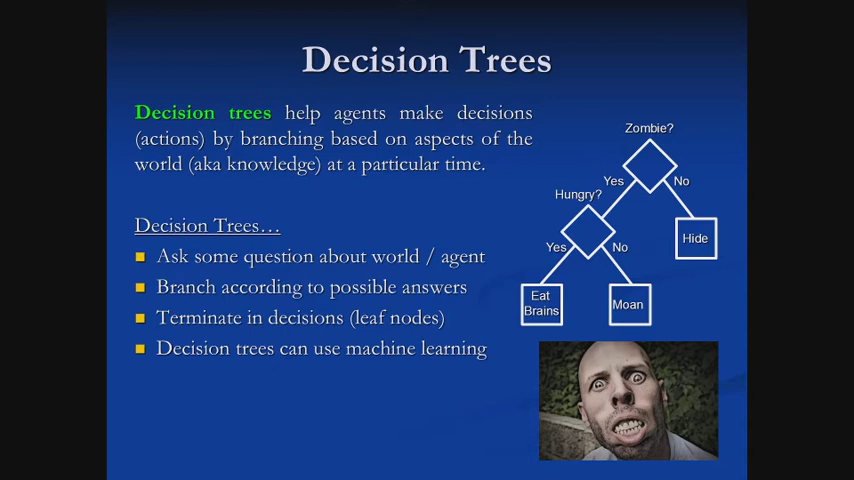 Decision Trees
Decision trees help agents make decisions
(actions) by branching based on aspects of the
world (aka knowledge) at a particular time.
Decision Trees…
Ask some question about world / agent
Branch according to possible answers
Terminate in decisions (leaf nodes)
Decision trees can use machine learning
Zombie?
Yes
No
Hungry?
Hide
Yes
No
Eat
Brains
Moan